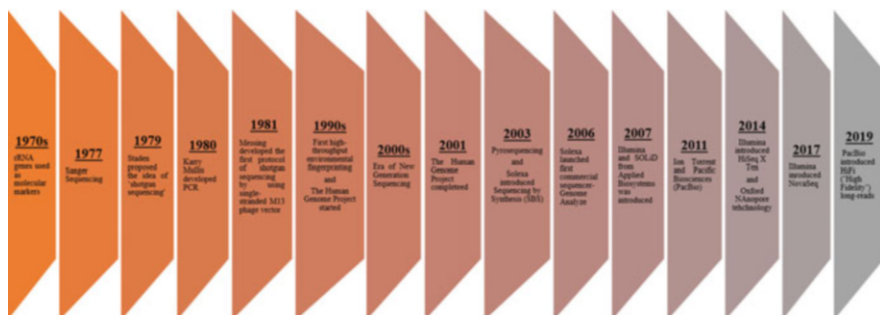 1970s
rRNA
genes used
as
molecular
markers
1977
Sanger
Sequencing
1979
Staden
proposed
the idea of
'shotgun
sequencing'
1980
Karry
Mullis
developed
PCR
1981
Messing developed
the first protocol
of shotgun
sequencing by
using single-
stranded M13
phage vector
1990s
First high-
throughput
environmental
fingerprinting
and
The Human
Genome Project
started
2000s
Era of New
Generation
Sequencing
2001
The Human
Genome
Project
completeed
2003
Pyrosequencing
and
Solexa
introduced
Sequencing by
Synthesis (SBS)
2006
Solexa
launched
first
commercial
sequencer-
Genome
Analyze
2007
Illumina
and SOLiD
from
Applied
Biosystems
was
introduced
2011
Ion Torrent
and Pacific
Biosciences
(PacBio)
2014
Illumina
introduced
HiSeq X
Ten
and
Oxford
NAnopore
tehchnology
2017
Illumina
inroduced
NovaSeq
2019
PacBio
introduced
HiFi
("High
Fidelity")
long-reads